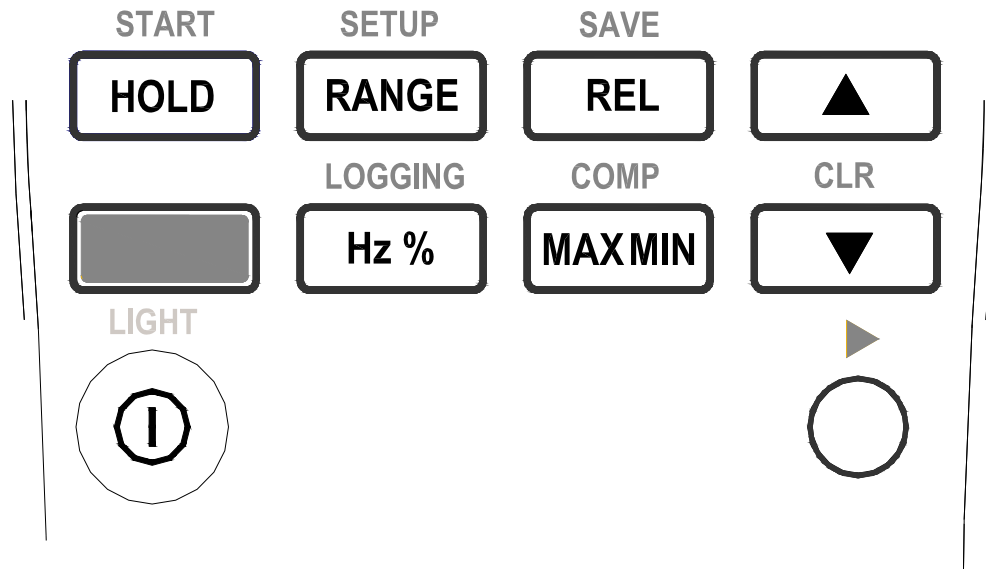 START SETUP SAVE
HOLD RANGE REL
LOGGING COMP CLR
Hz % MAX MIN
LIGHT